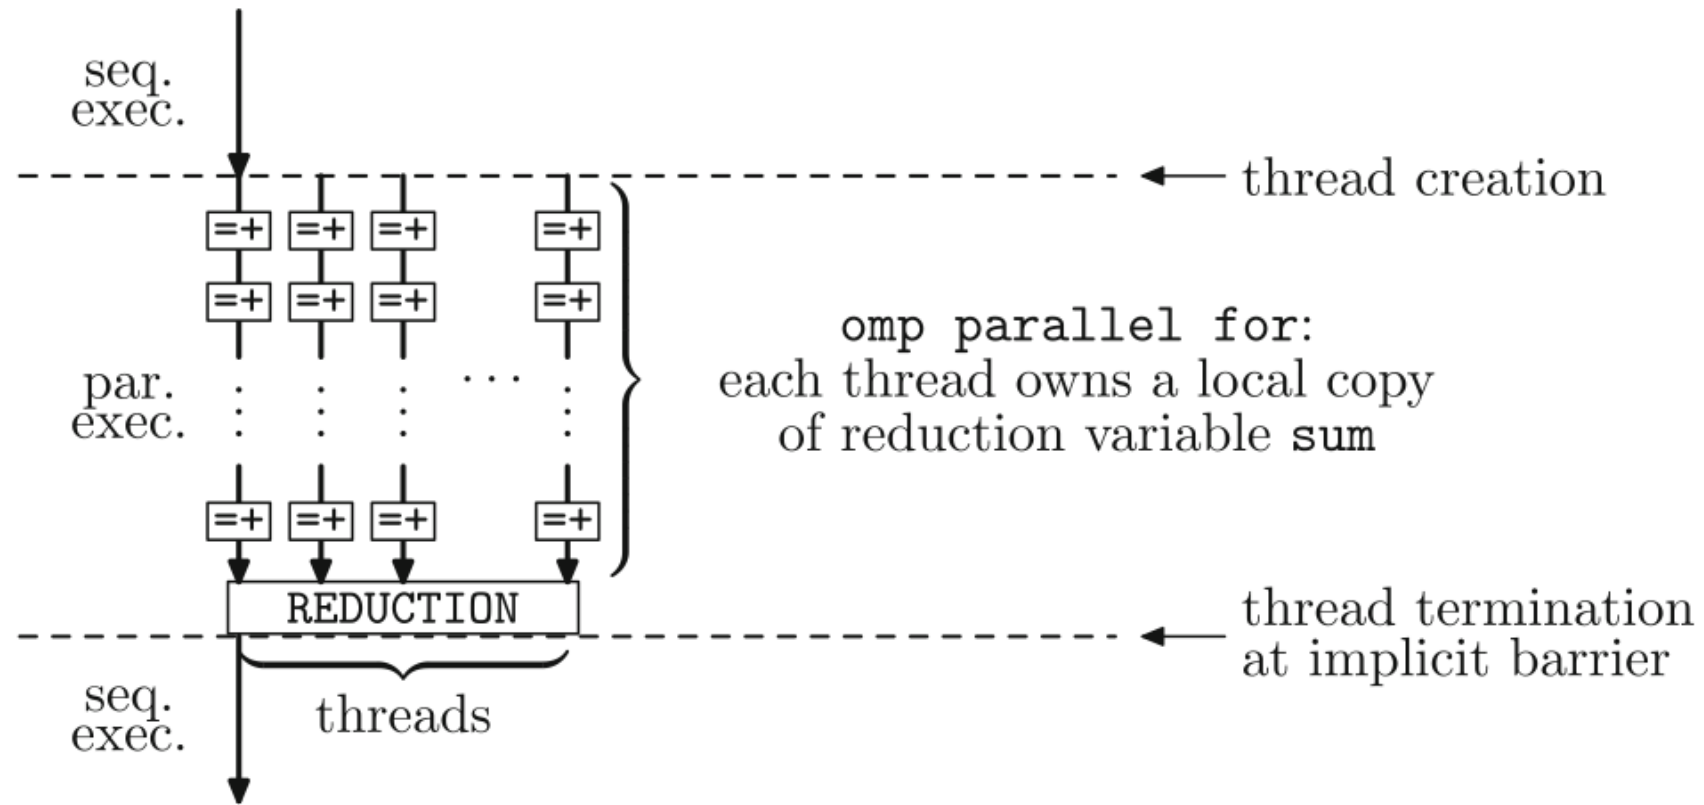 seq.
exec.
thread creation
=+ =+ =+ =+
=+ =+ =+ =+
omp parallel for:
par.
exec.
...
each thread owns a local copy
of reduction variable sum
=+ =+ =+ =+
REDUCTION
thread termination
at implicit barrier
seq.
exec.
threads